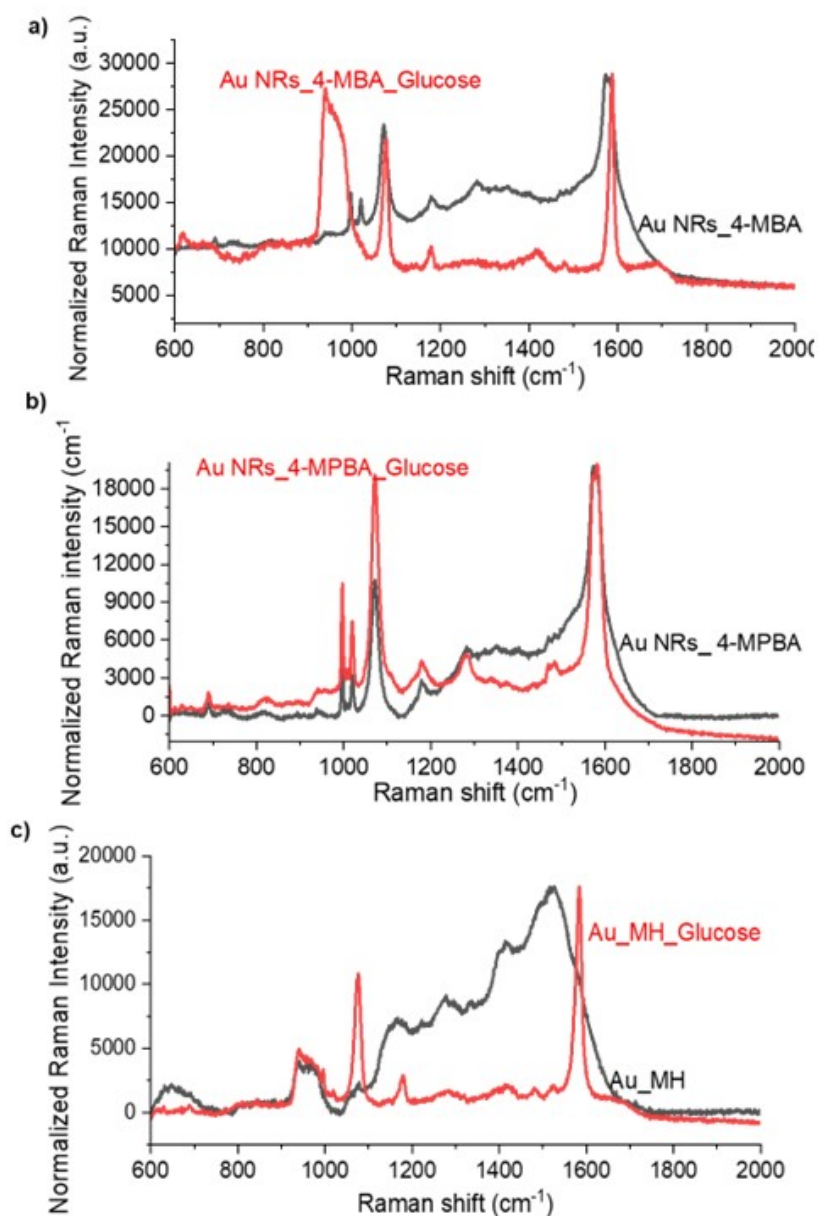 a)
Normalized Raman Intensity (a.u.)
30000
25000
20000
15000
10000
5000
Au NRs_4-MBA_Glucose
Au NRs_4-MBA
600 800 1000 1200 1400 1600 1800 2000
Raman shift (cm⁻¹)
b)
Normalized Raman intensity (cm⁻¹
18000
15000
12000
9000
6000
3000
0
Au NRs_4-MPBA_Glucose
Au NRs_ 4-MPBA
600 800 1000 1200 1400 1600 1800 2000
Raman shift (cm⁻¹)
c)
Normalized Raman Intensity (a.u.)
20000
15000
10000
5000
0
Au_MH_Glucose
Au_MH
600 800 1000 1200 1400 1600 1800 2000
Raman shift (cm⁻¹)